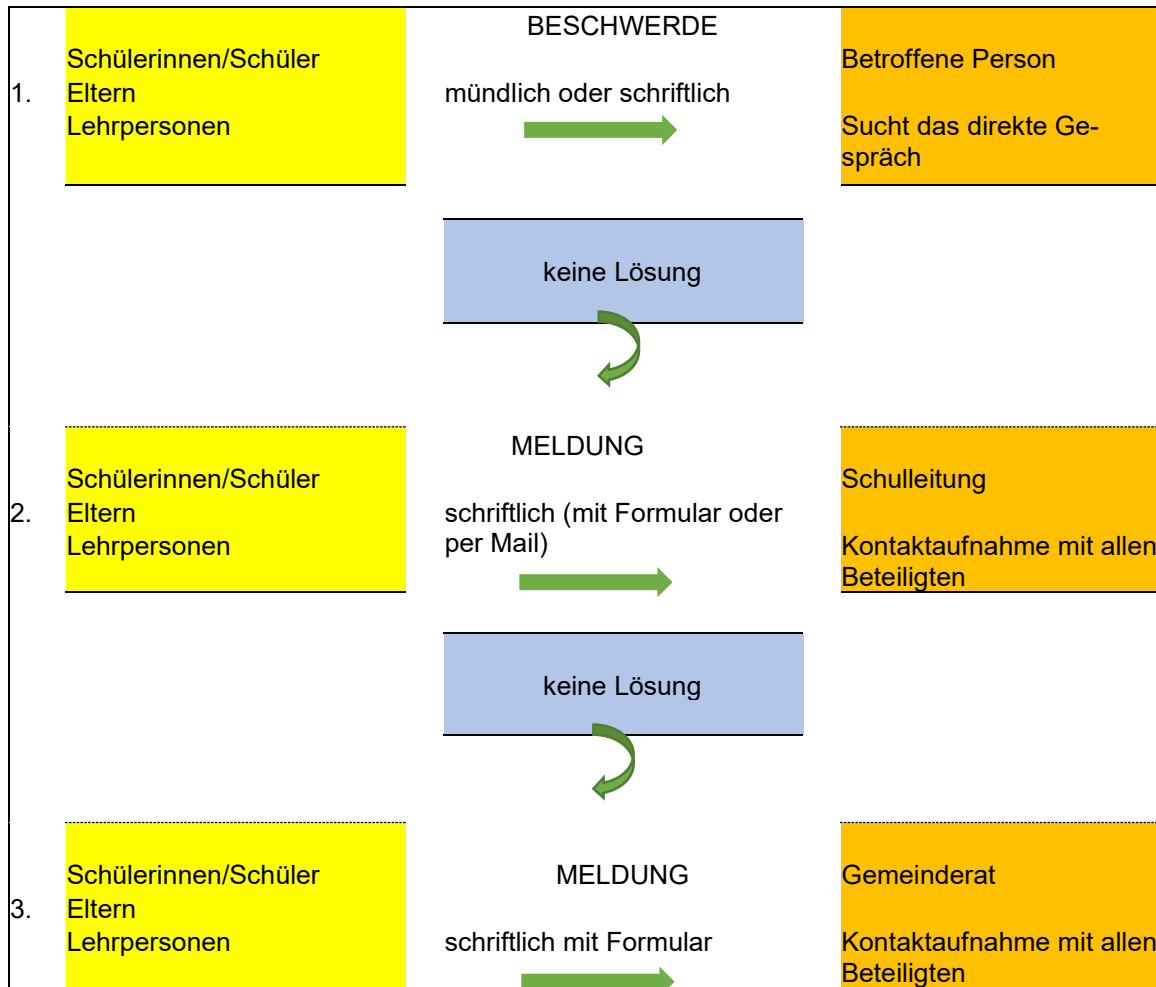 1.
Schülerinnen/Schüler
Eltern
Lehrpersonen
BESCHWERDE
mündlich oder schriftlich
Betroffene Person
Sucht das direkte Ge-
spräch
keine Lösung
2.
Schülerinnen/Schüler
Eltern
Lehrpersonen
MELDUNG
schriftlich (mit Formular oder
per Mail)
Schulleitung
Kontaktaufnahme mit allen
Beteiligten
keine Lösung
3.
Schülerinnen/Schüler
Eltern
Lehrpersonen
MELDUNG
schriftlich mit Formular
Gemeinderat
Kontaktaufnahme mit allen
Beteiligten